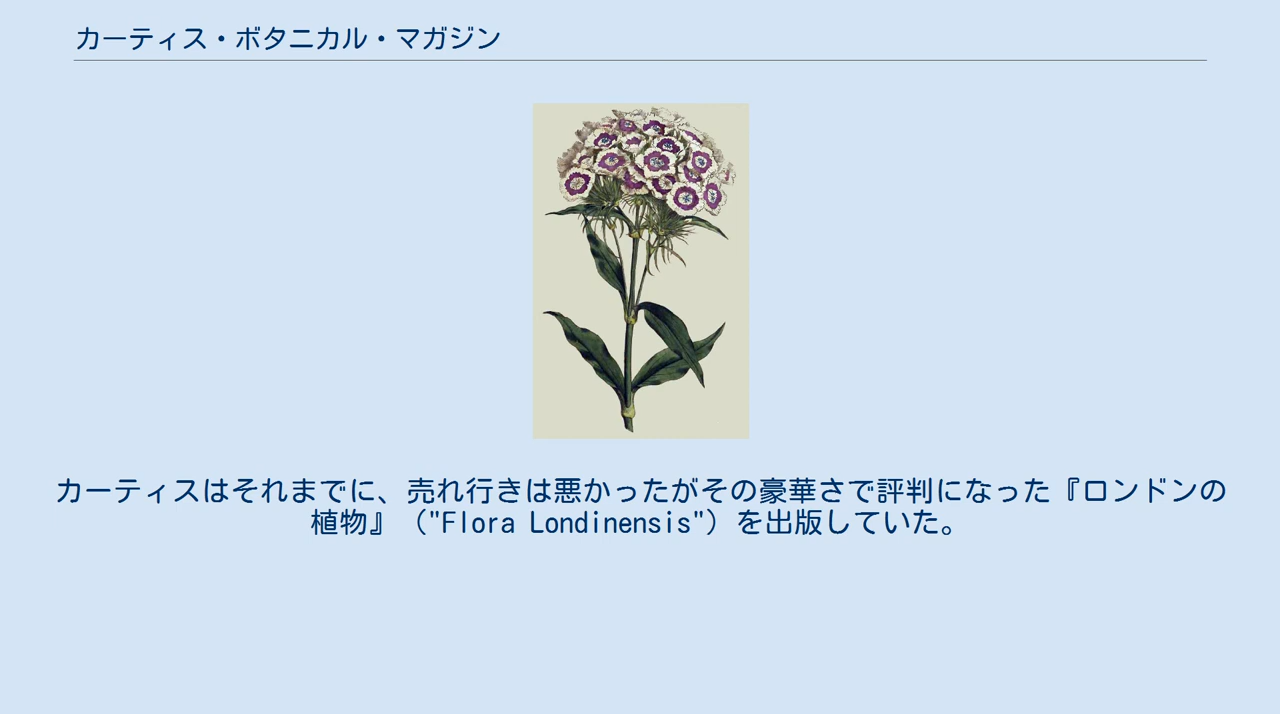 カーティス・ボタニカル・マガジン
カーティスはそれまでに、売れ行きは悪かったがその豪華さで評判になった『ロンドンの
植物』（"Flora Londinensis"）を出版していた。